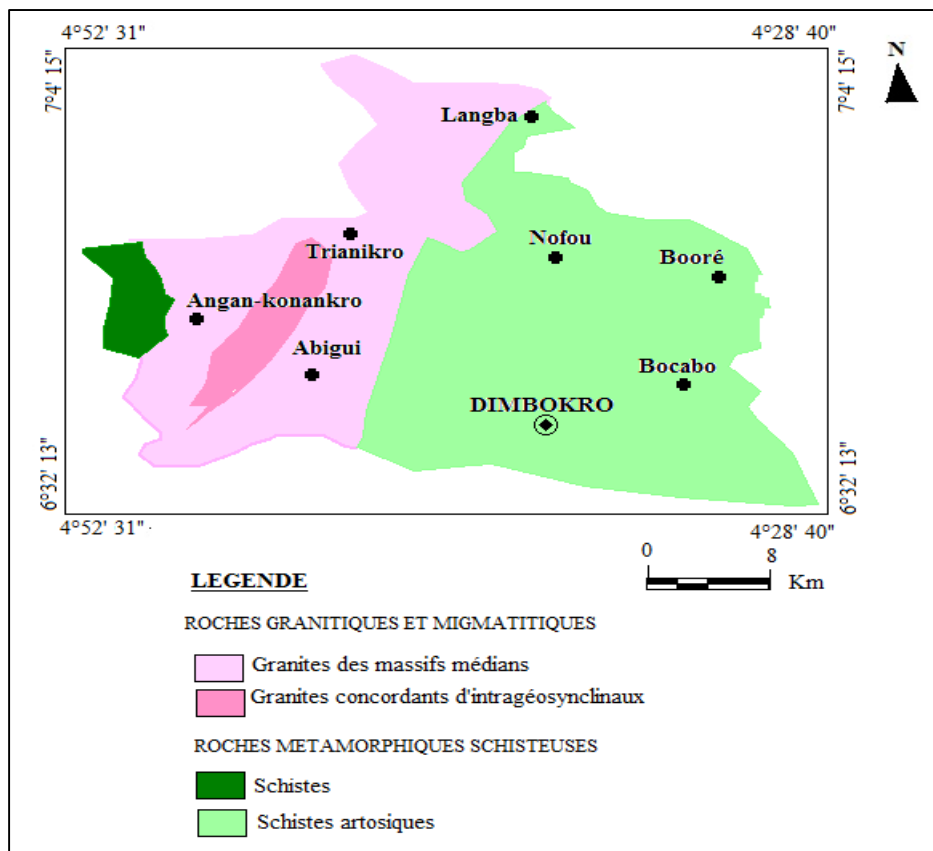 4°52' 31"
4°28' 40"
7°4' 15"
7°4' 15"
N
Langba
Nofou
Trianikro
Booré
Angan-konankro
Abigui
Bocabo
DIMBOKRO
6°32' 13"
6°32' 13"
4°52' 31"
4°28' 40"
0
8
Km
LEGENDE
ROCHES GRANITIQUES ET MIGMATITIQUES
Granites des massifs médians
Granites concordants d'intragéosynclinaux
ROCHES METAMORPHIQUES SCHISTEUSES
Schistes
Schistes artosiques